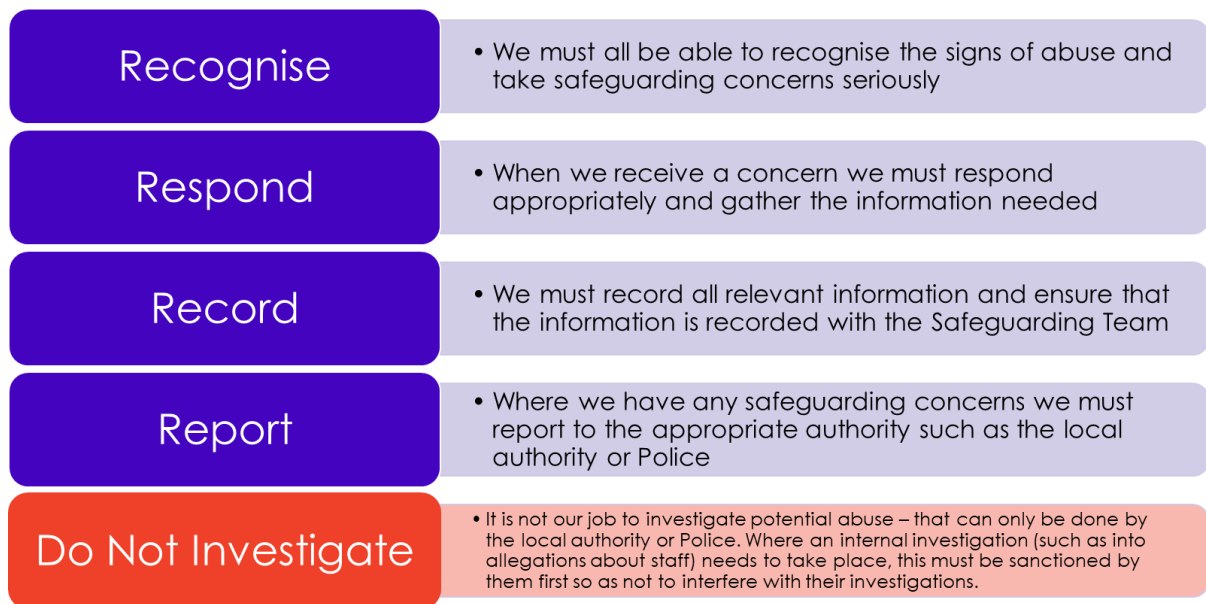 Recognise
• We must all be able to recognise the signs of abuse and
take safeguarding concerns seriously
Respond
• When we receive a concern we must respond
appropriately and gather the information needed
Record
• We must record all relevant information and ensure that
the information is recorded with the Safeguarding Team
Report
• Where we have any safeguarding concerns we must
report to the appropriate authority such as the local
authority or Police
Do Not Investigate
• It is not our job to investigate potential abuse – that can only be done by
the local authority or Police. Where an internal investigation (such as into
allegations about staff) needs to take place, this must be sanctioned by
them first so as not to interfere with their investigations.